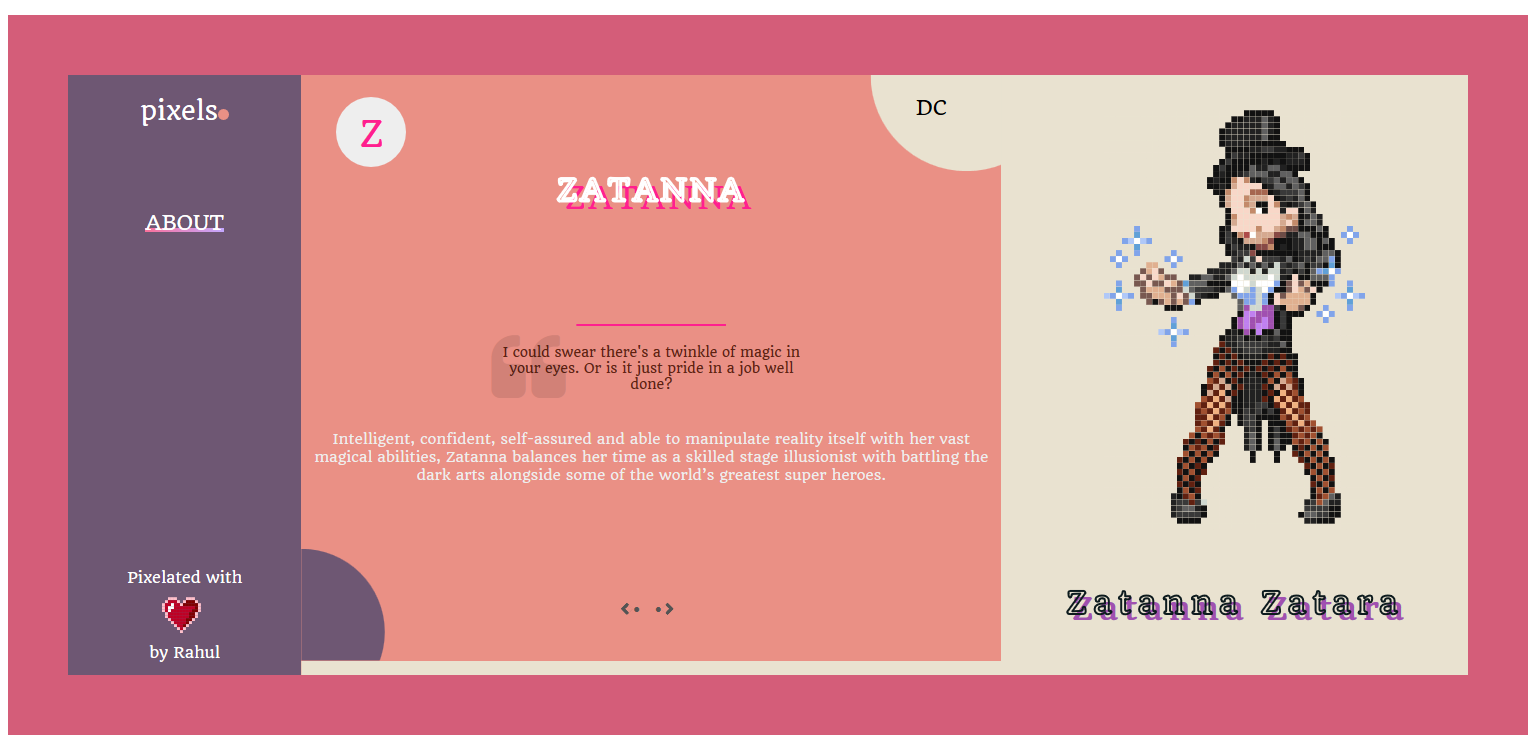 pixels.
ABOUT
Pixelated with
by Rahul
Z
DC
ZATANNA
I could swear there's a twinkle of magic in
your eyes. Or is it just pride in a job well
done?
Intelligent, confident, self-assured and able to manipulate reality itself with her vast
magical abilities, Zatanna balances her time as a skilled stage illusionist with battling the
dark arts alongside some of the world’s greatest super heroes.
Zatanna Zatara